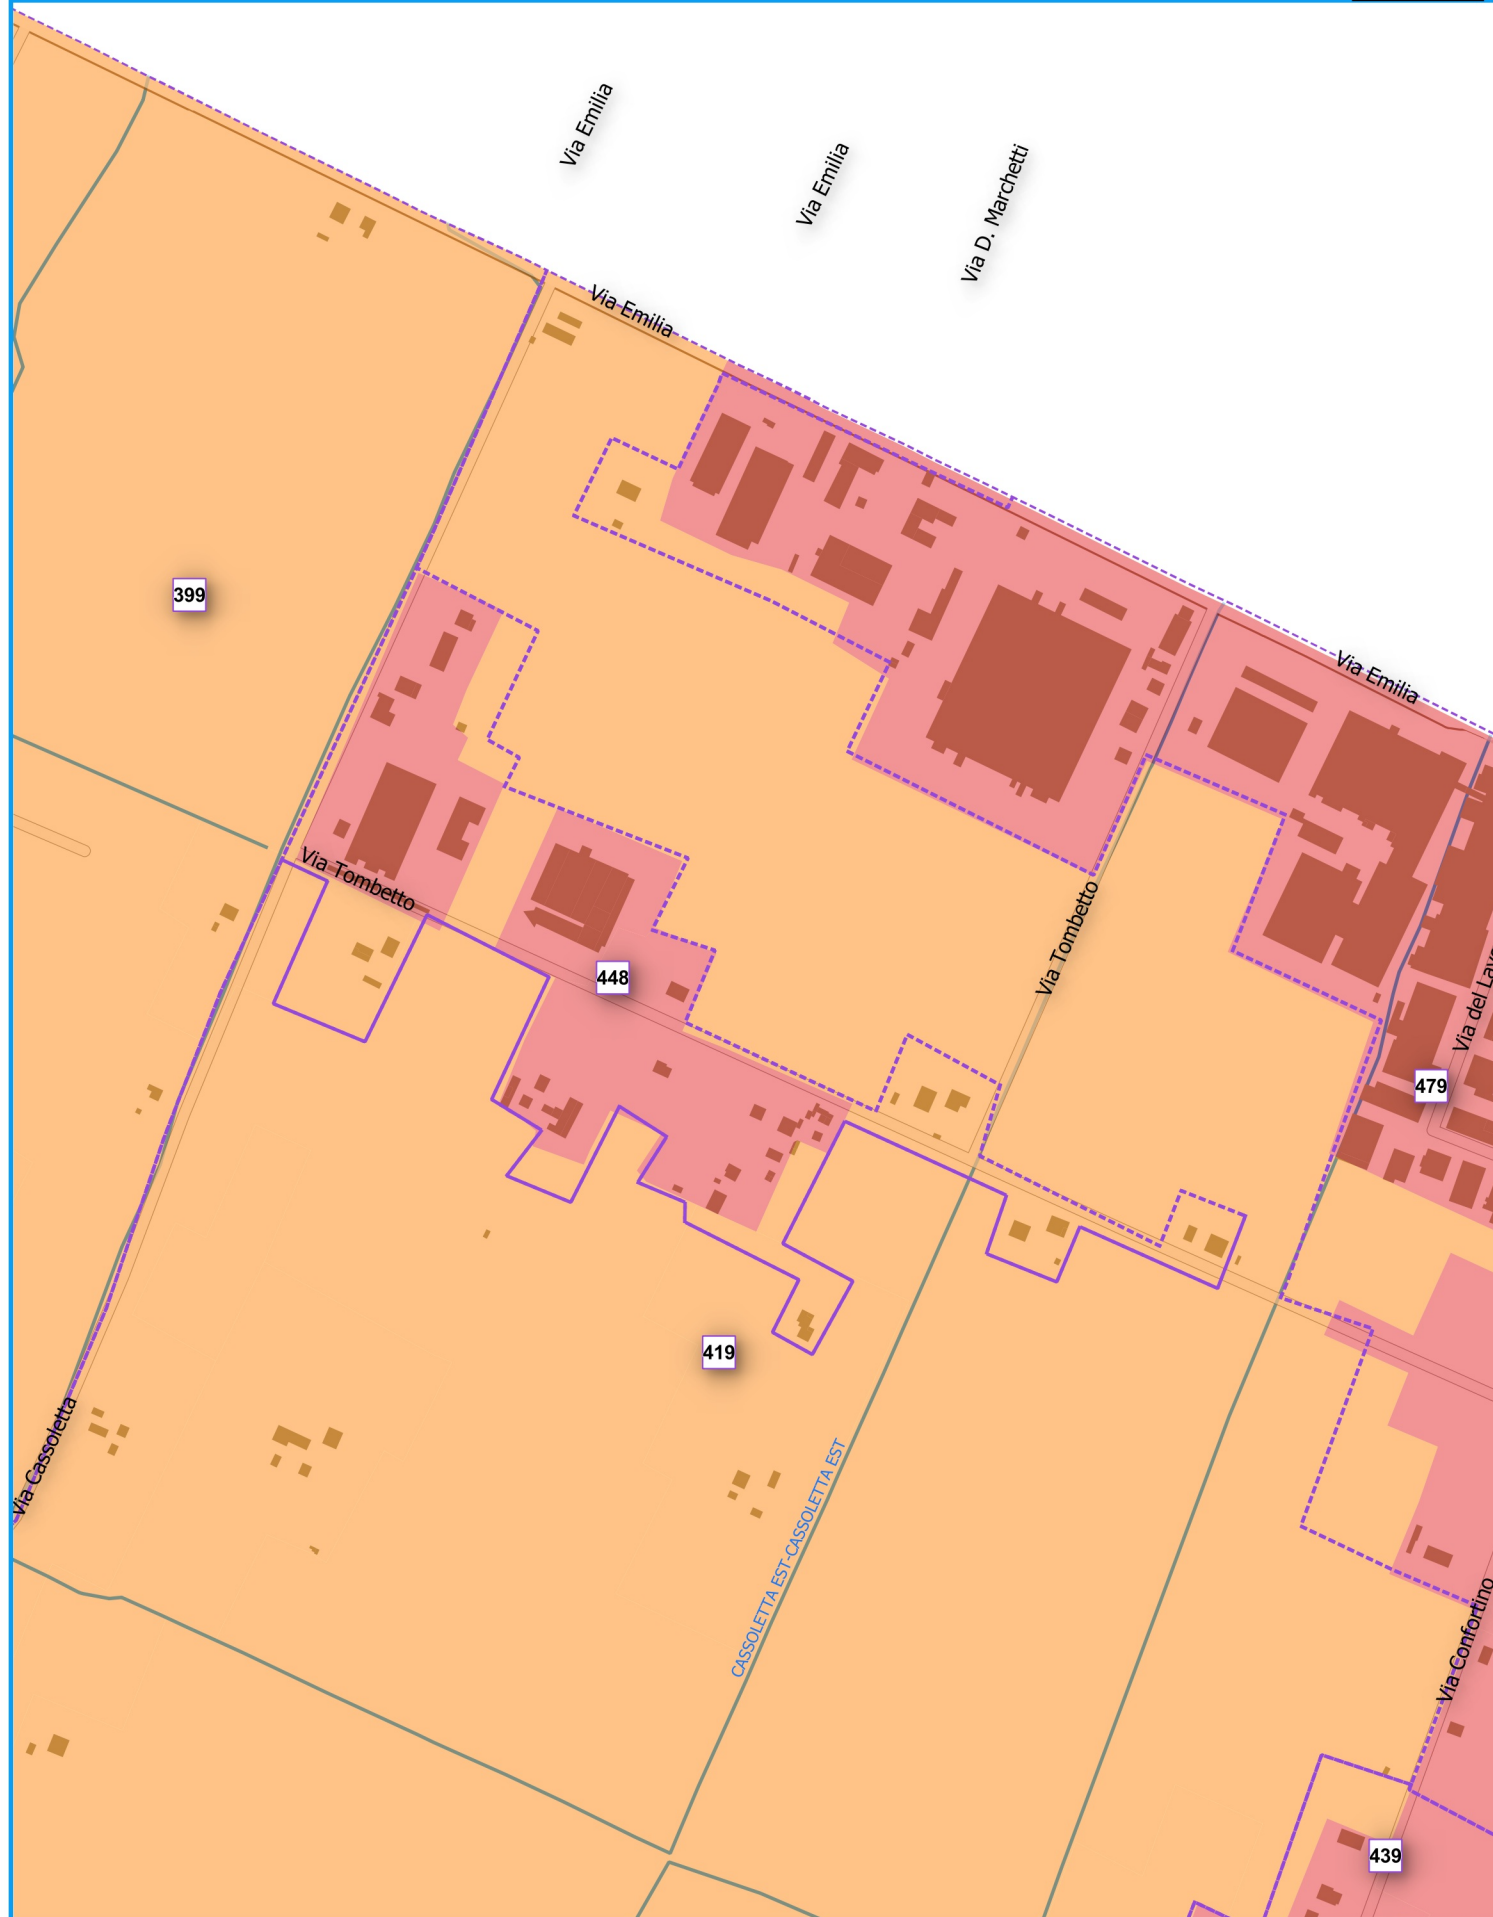 Via Emilia
Via Emilia
Via D. Marchetti
Via Emilia
399
Via Emilia
Via Tombetto
Via Tombetto
448
479
419
Via Cassoletta
CASSOLETTA EST-CASSOLETTA EST
Via Confortino
439